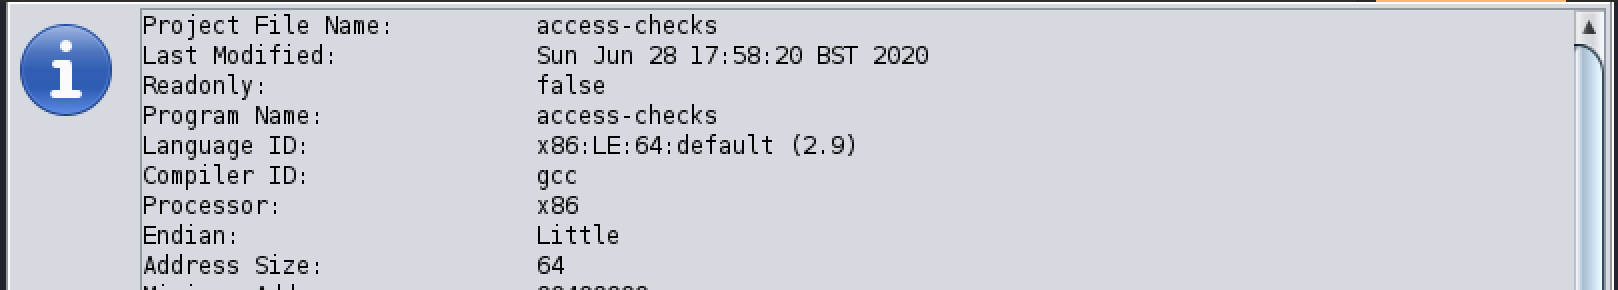 Project File Name: access-checks
Last Modified: Sun Jun 28 17:58:20 BST 2020
Readonly: false
Program Name: access-checks
Language ID: x86:LE:64:default (2.9)
Compiler ID: gcc
Processor: x86
Endian: Little
Address Size: 64